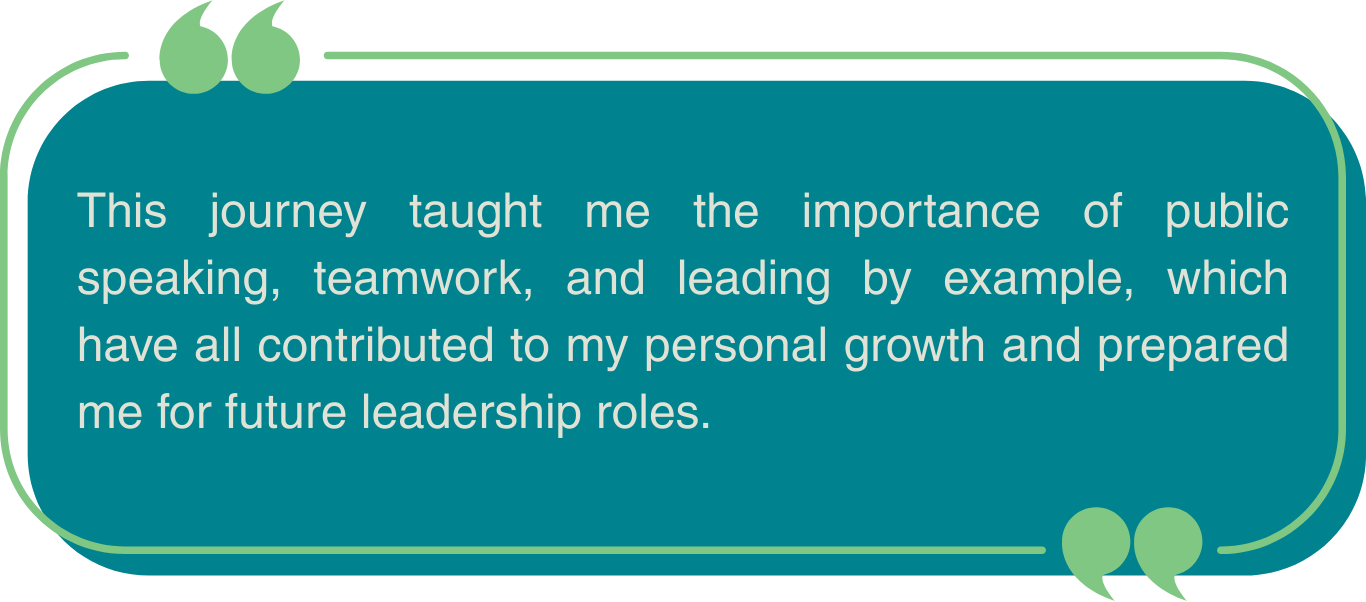 This journey taught me the importance of public
speaking, teamwork, and leading by example, which
have all contributed to my personal growth and prepared
me for future leadership roles.